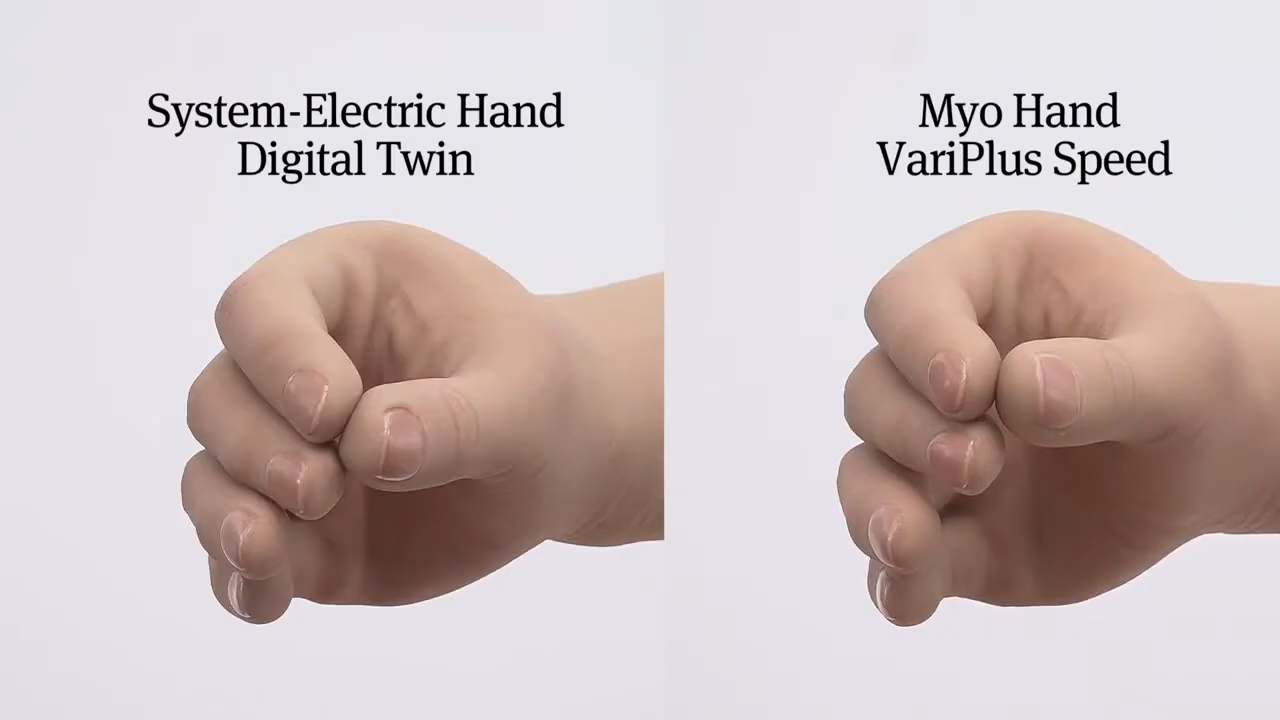 System-Electric Hand
Digital Twin
Myo Hand
VariPlus Speed